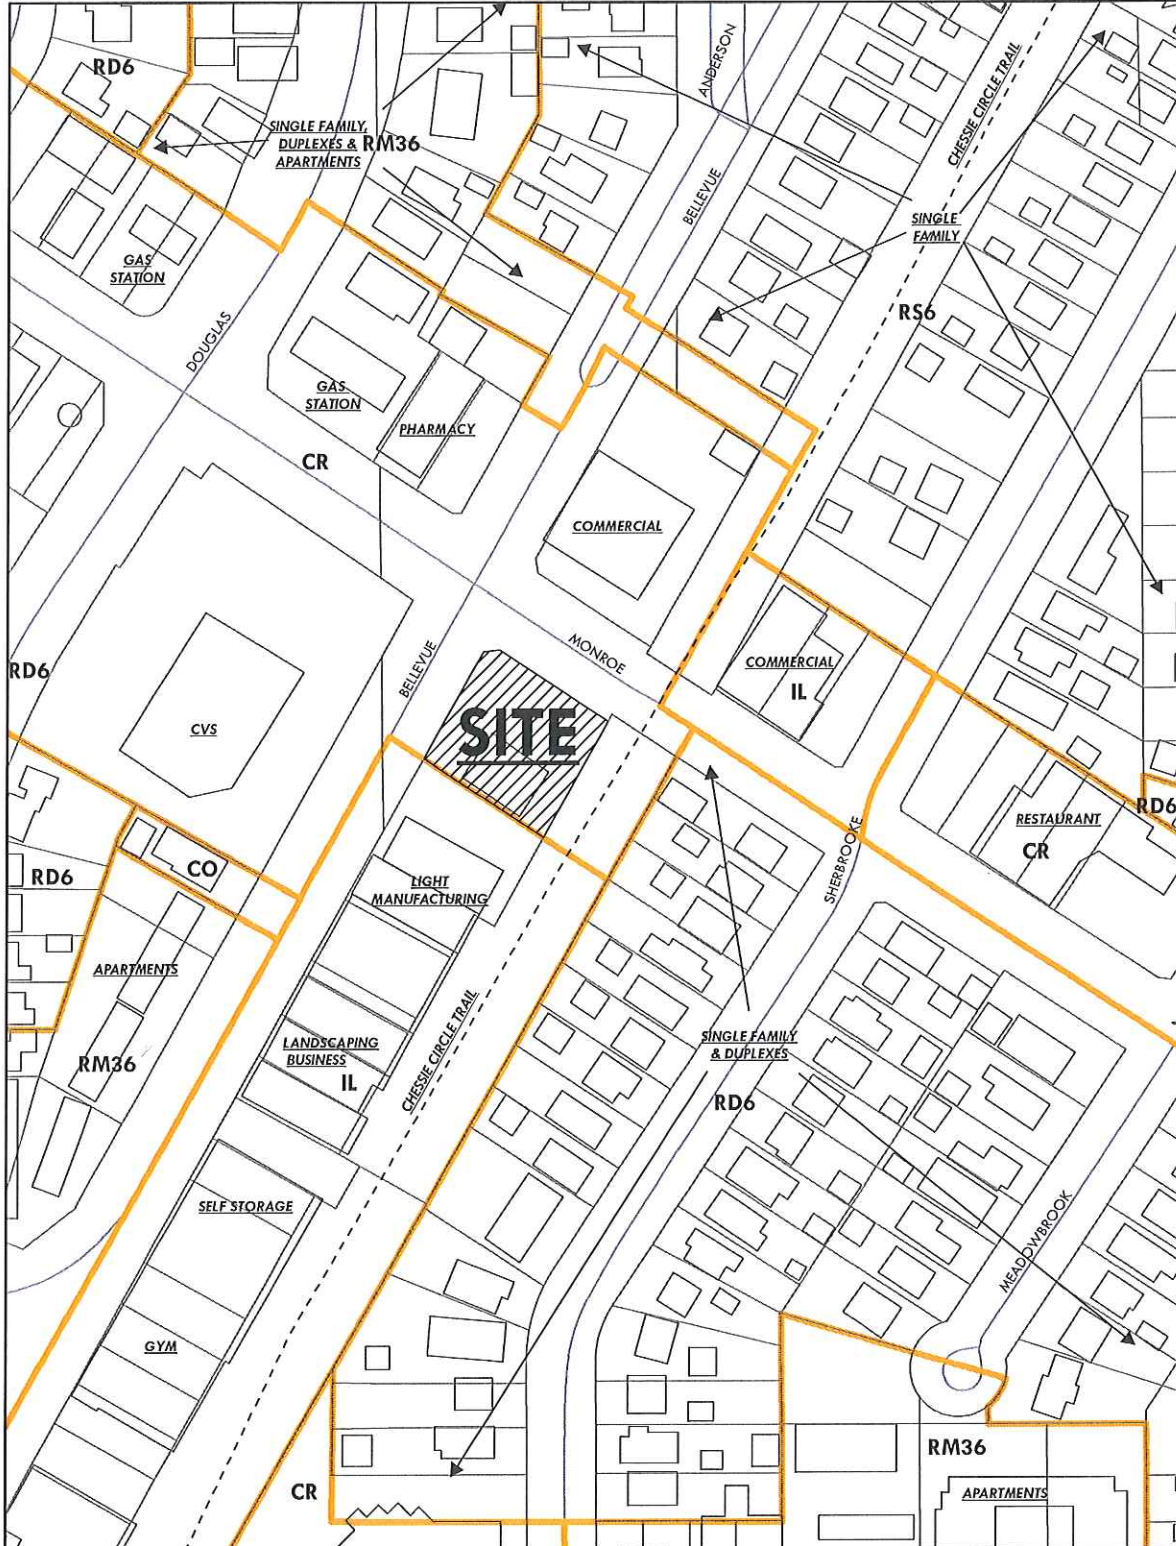 RD6
SINGLE FAMILY,
DUPLEXES &
APARTMENTS
RM36
ANDERSON
CHESSIE CIRCLE TRAIL
BELLEVUE
SINGLE
FAMILY
GAS
STATION
RS6
DOUGLAS
GAS
STATION
PHARMACY
CR
COMMERCIAL
MONROE
COMMERCIAL
IL
BELLEVUE
RD6
SITE
CVS
RD6
RESTAURANT
CR
SHERBROOKE
CO
RD6
LIGHT
MANUFACTURING
APARTMENTS
CHESSIE CIRCLE TRAIL
LANDSCAPING
BUSINESS
IL
SINGLE FAMILY
& DUPLEXES
RM36
RD6
SELF STORAGE
MEADOWBROOK
GYM
RM36
CR
APARTMENTS